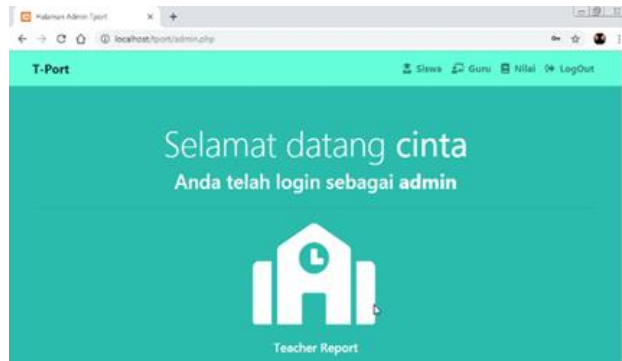 Halaman Admin Tport
localhost/tport/admin.php
T-Port
Siswa Guru Nilai LogOut
Selamat datang cinta
Anda telah login sebagai admin
Teacher Report